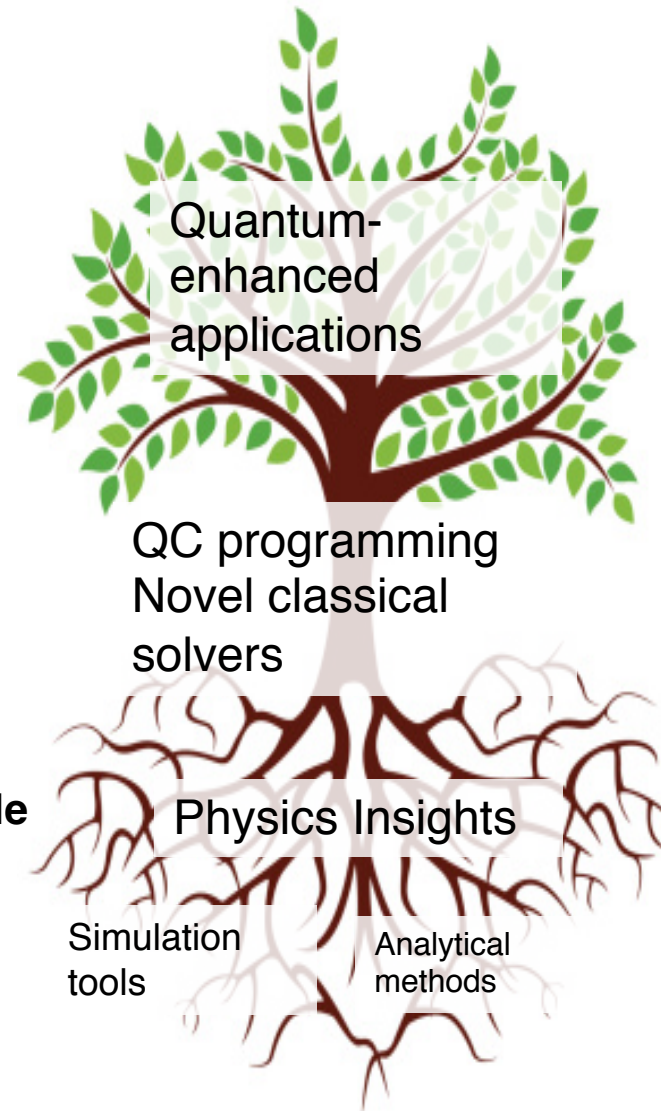 Quantum-
enhanced
applications
QC programming
Novel classical
solvers
Physics Insights
Simulation
tools
Analytical
methods